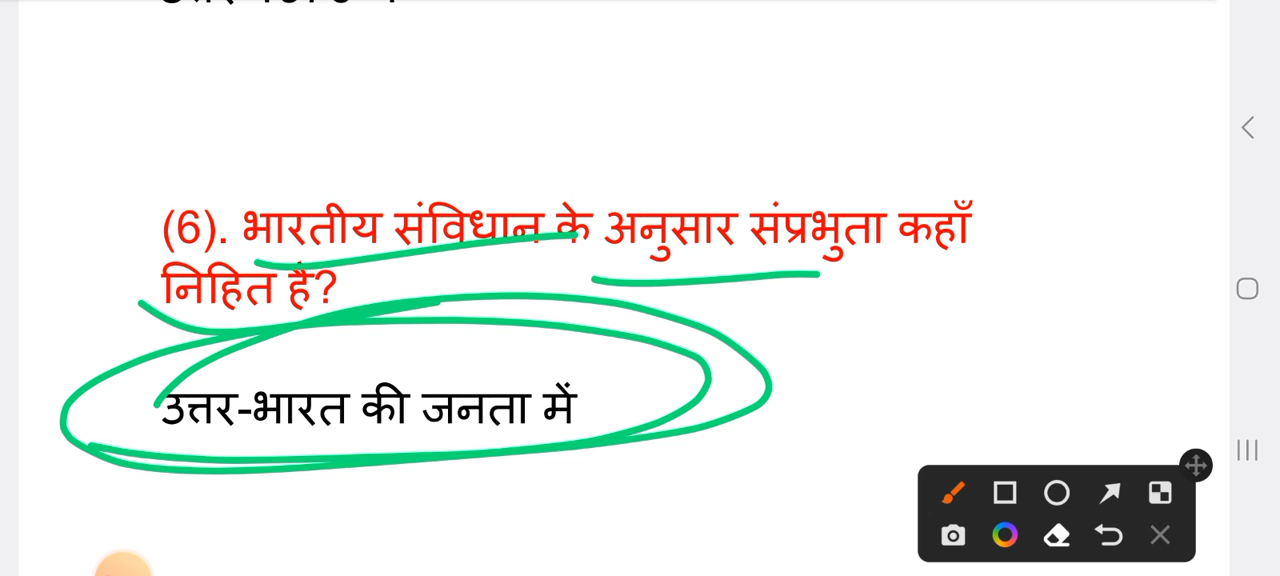 (6). भारतीय संविधान के अनुसार संप्रभुता कहाँ
निहित है?
उत्तर-भारत की जनता में